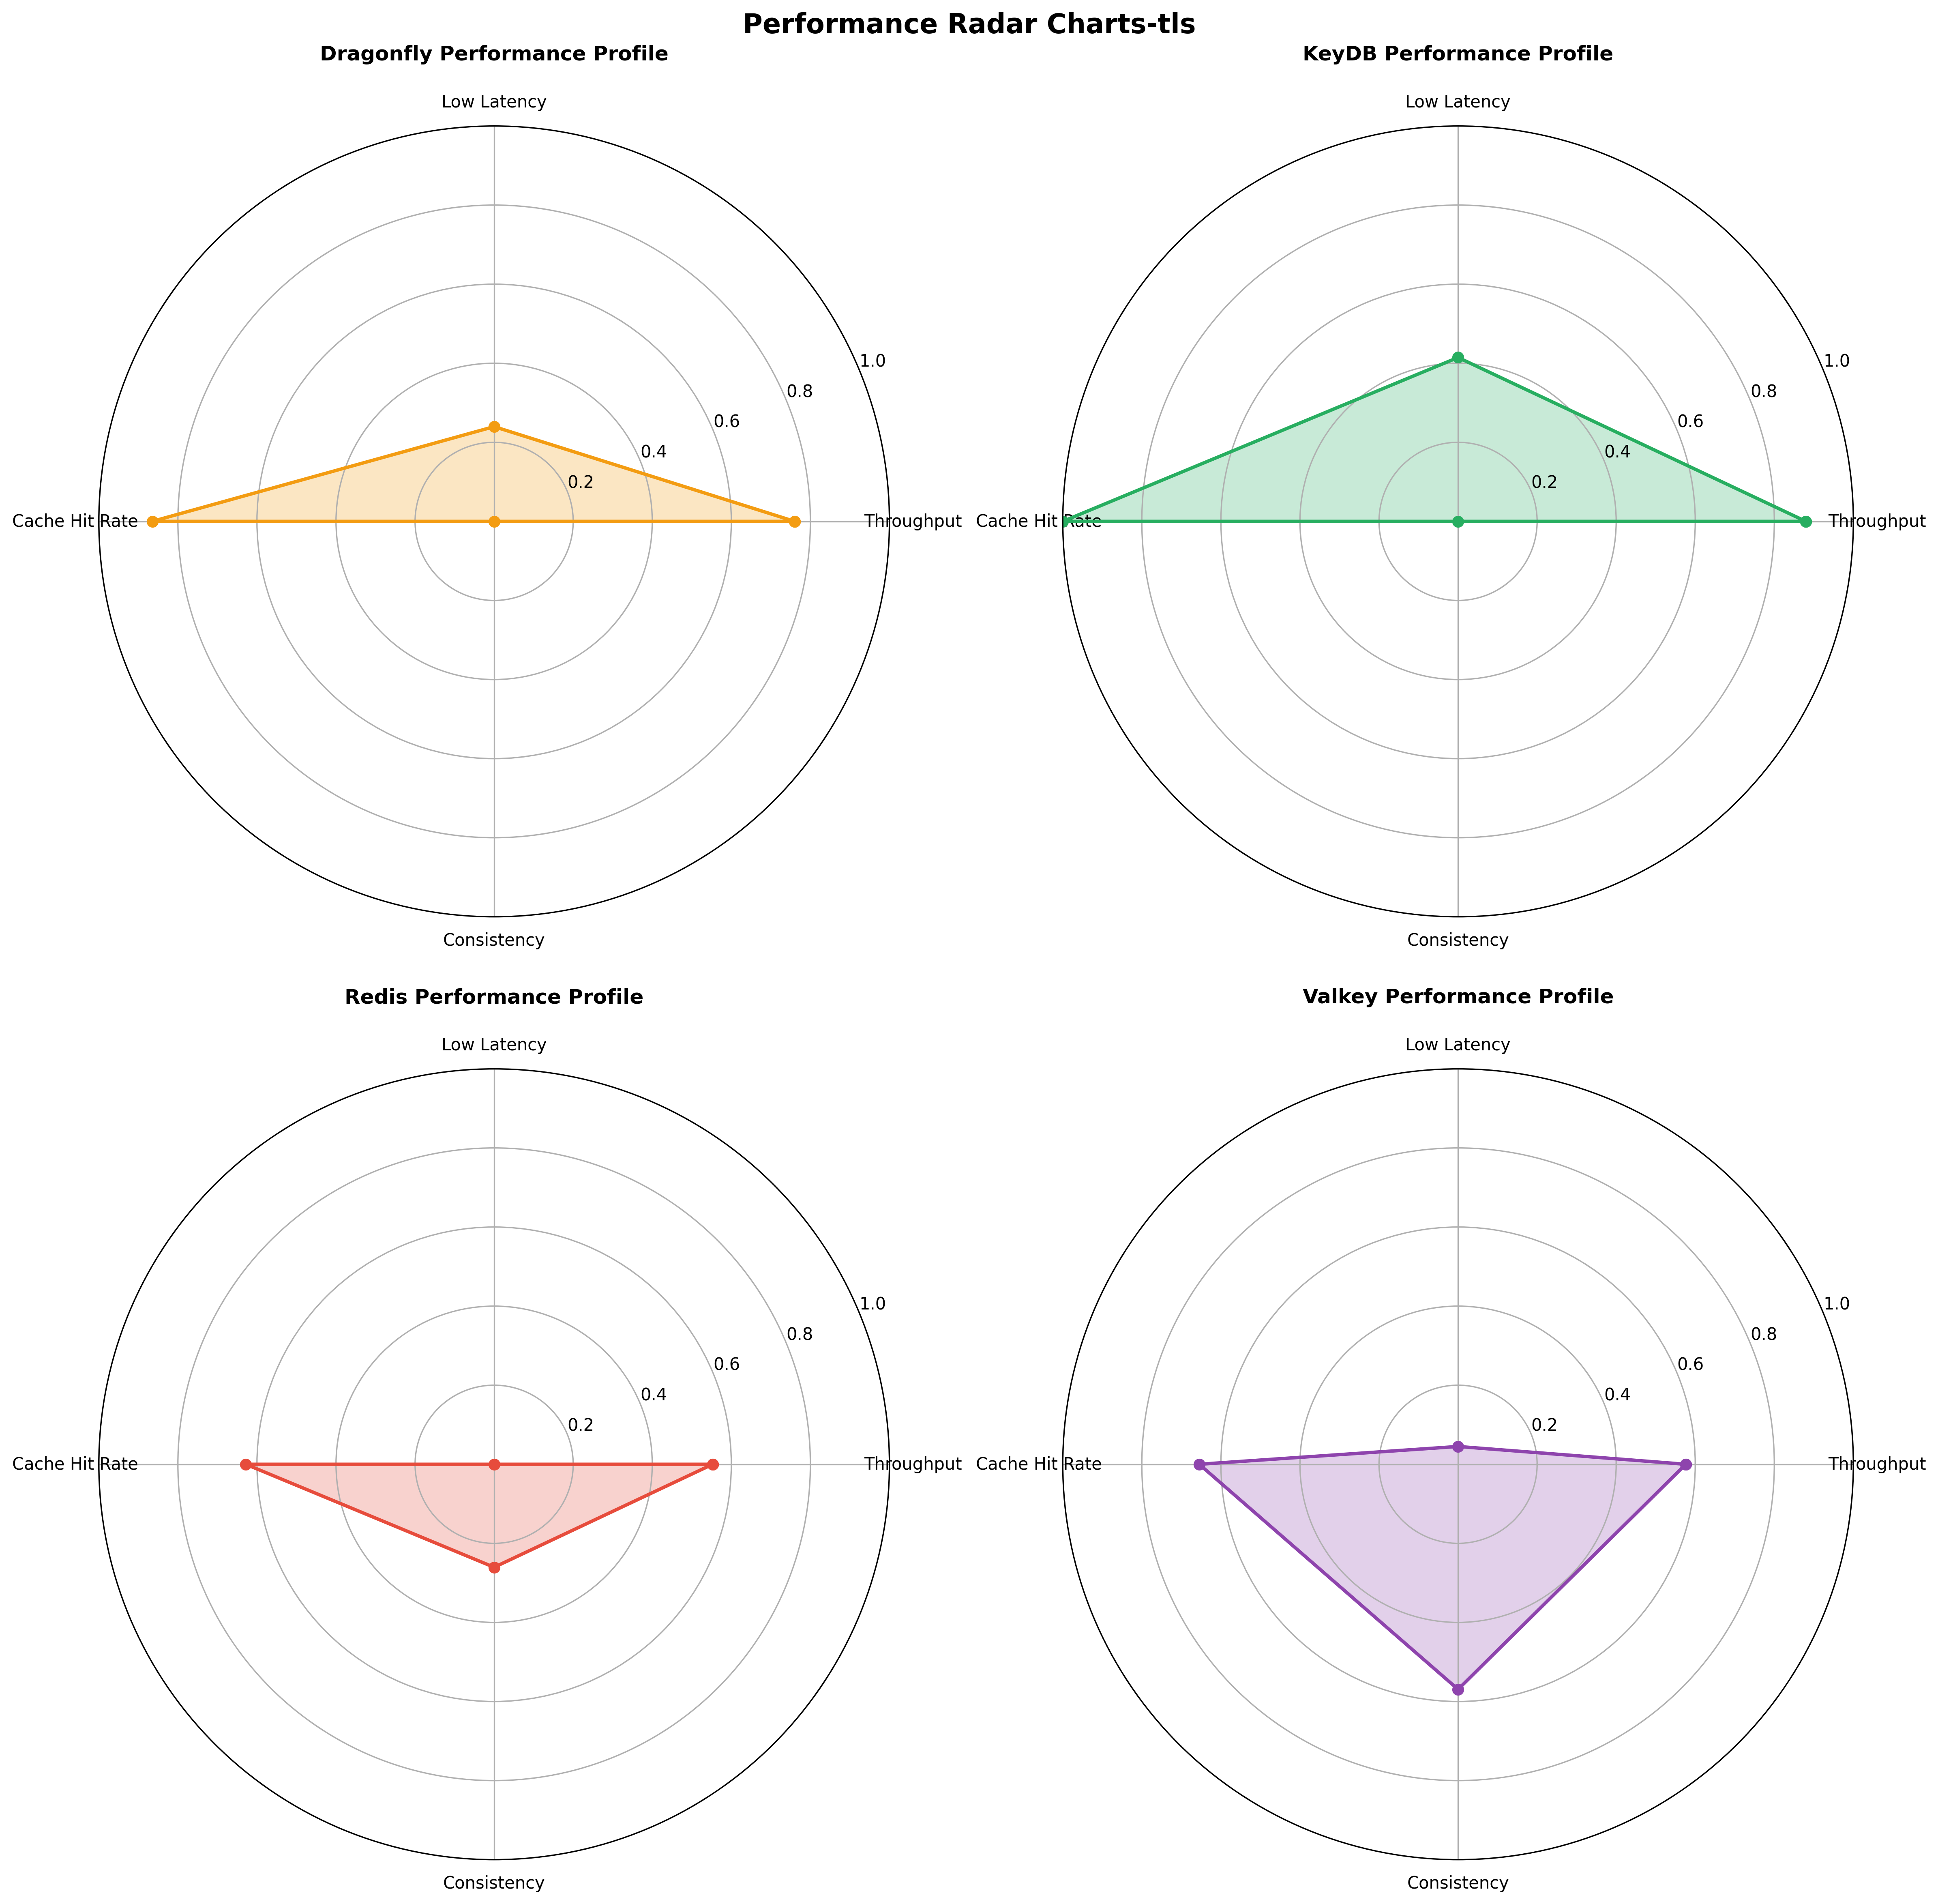 Performance Radar Charts-tls
Dragonfly Performance Profile
Low Latency
1.0
0.8
0.6
0.4
0.2
Cache Hit Rate
Throughput
Consistency
KeyDB Performance Profile
Low Latency
1.0
0.8
0.6
0.4
0.2
Cache Hit Rate
Throughput
Consistency
Redis Performance Profile
Low Latency
1.0
0.8
0.6
0.4
0.2
Cache Hit Rate
Throughput
Consistency
Valkey Performance Profile
Low Latency
1.0
0.8
0.6
0.4
0.2
Cache Hit Rate
Throughput
Consistency